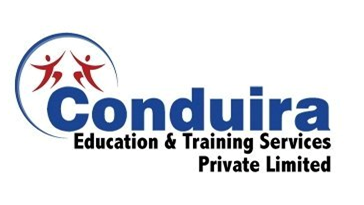 Conduira
Education & Training Services
Private Limited